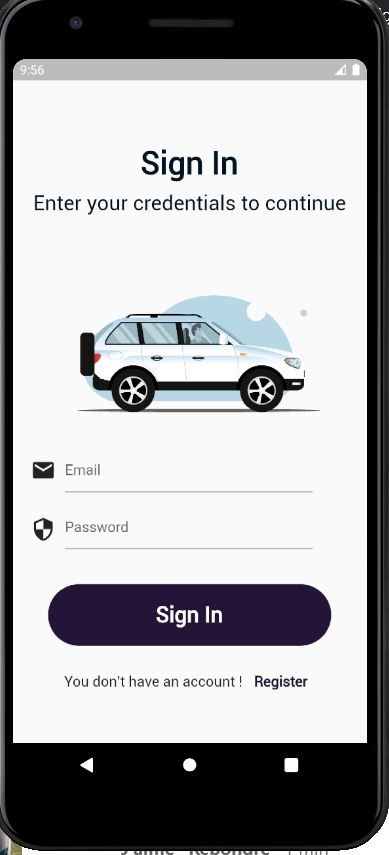 9:56
Sign In
Enter your credentials to continue
Email
Password
Sign In
You don't have an account ! Register